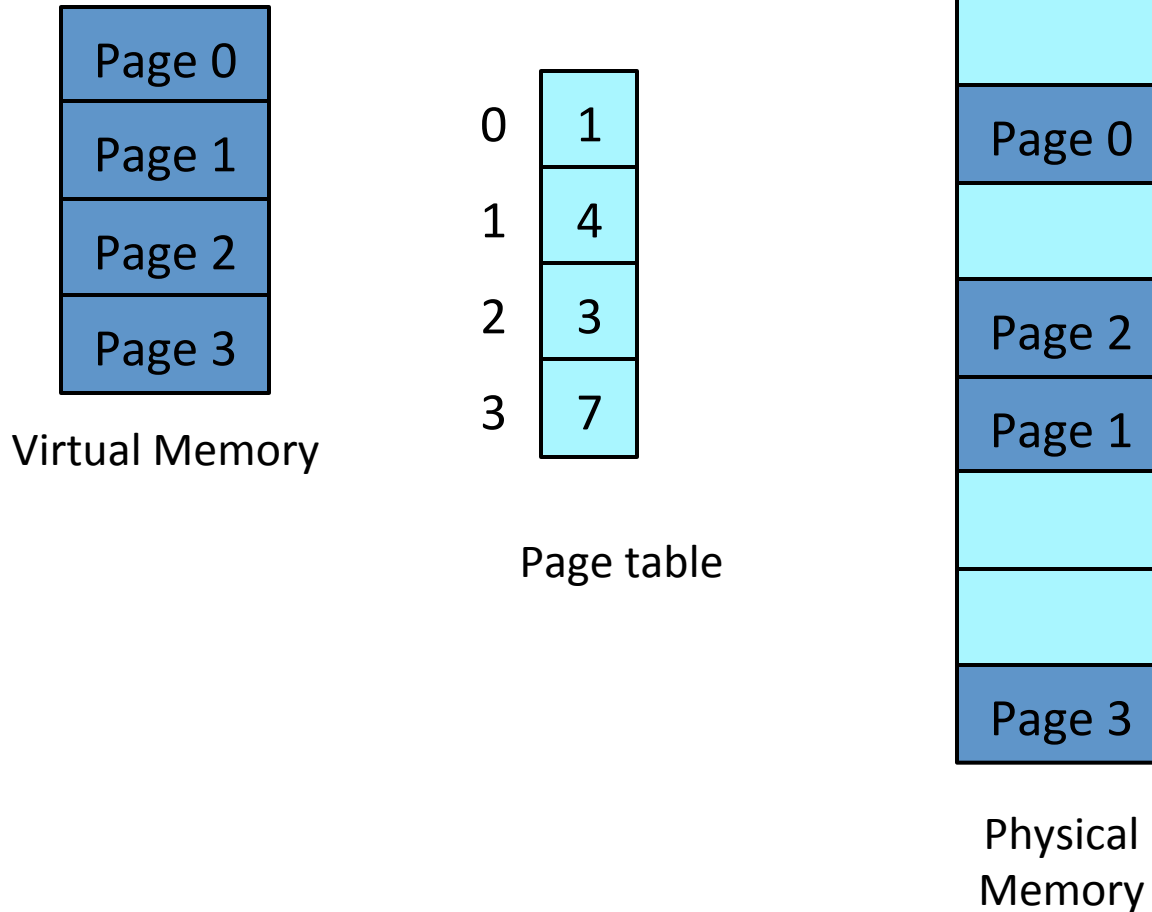 Page 0
Page 1
Page 2
Page 3
Virtual Memory
0 1
1 4
2 3
3 7
Page table
Page 0
Page 2
Page 1
Page 3
Physical
Memory